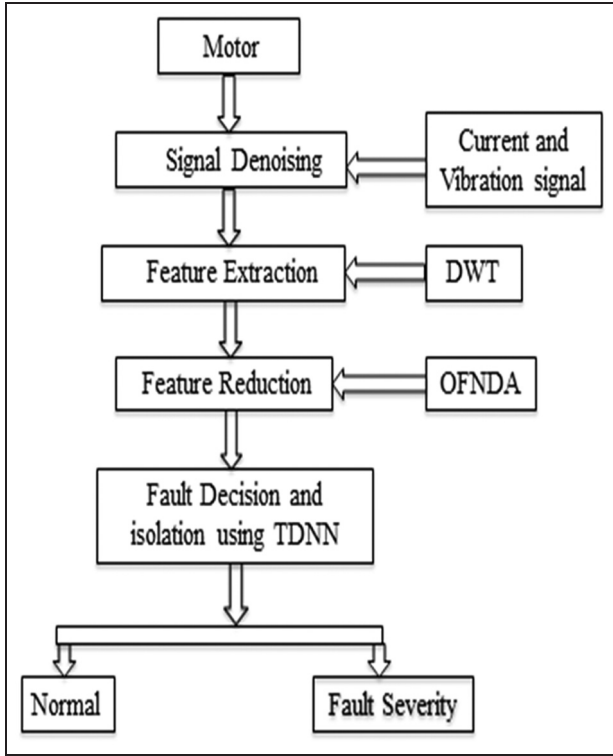 Motor
Signal Denoising
Current and
Vibration signal
Feature Extraction
DWT
Feature Reduction
OFNDA
Fault Decision and
isolation using TDNN
Normal
Fault Severity